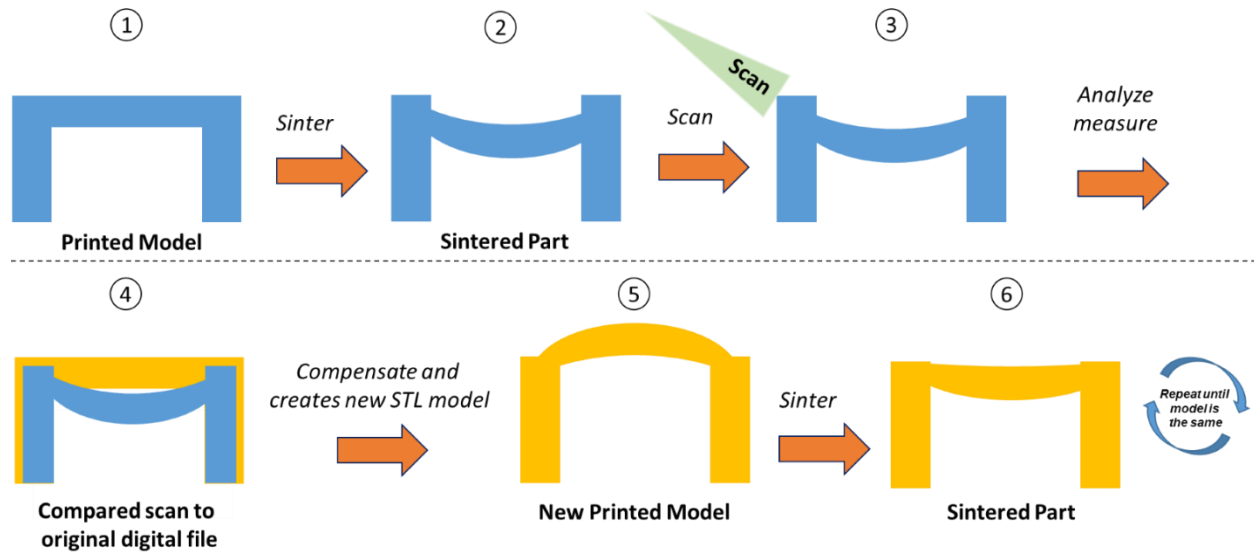 ①
②
③
Scan
Sinter
Scan
Analyze
measure
Printed Model
Sintered Part
④
⑤
⑥
Compensate and
creates new STL model
Sinter
Repeat until
model is
the same
Compared scan to
original digital file
New Printed Model
Sintered Part